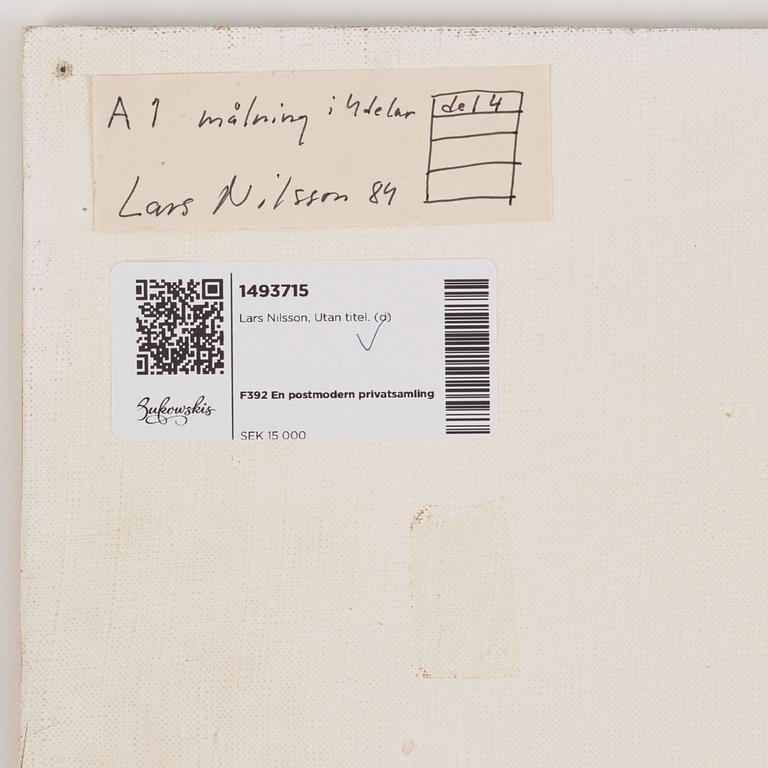 A 1 målning i 4 delar
del 4
Lars Nilsson 84
1493715
Lars Nilsson, Utan titel. (d)
F392 En postmodern privatsamling
Bukowskis
SEK 15 000